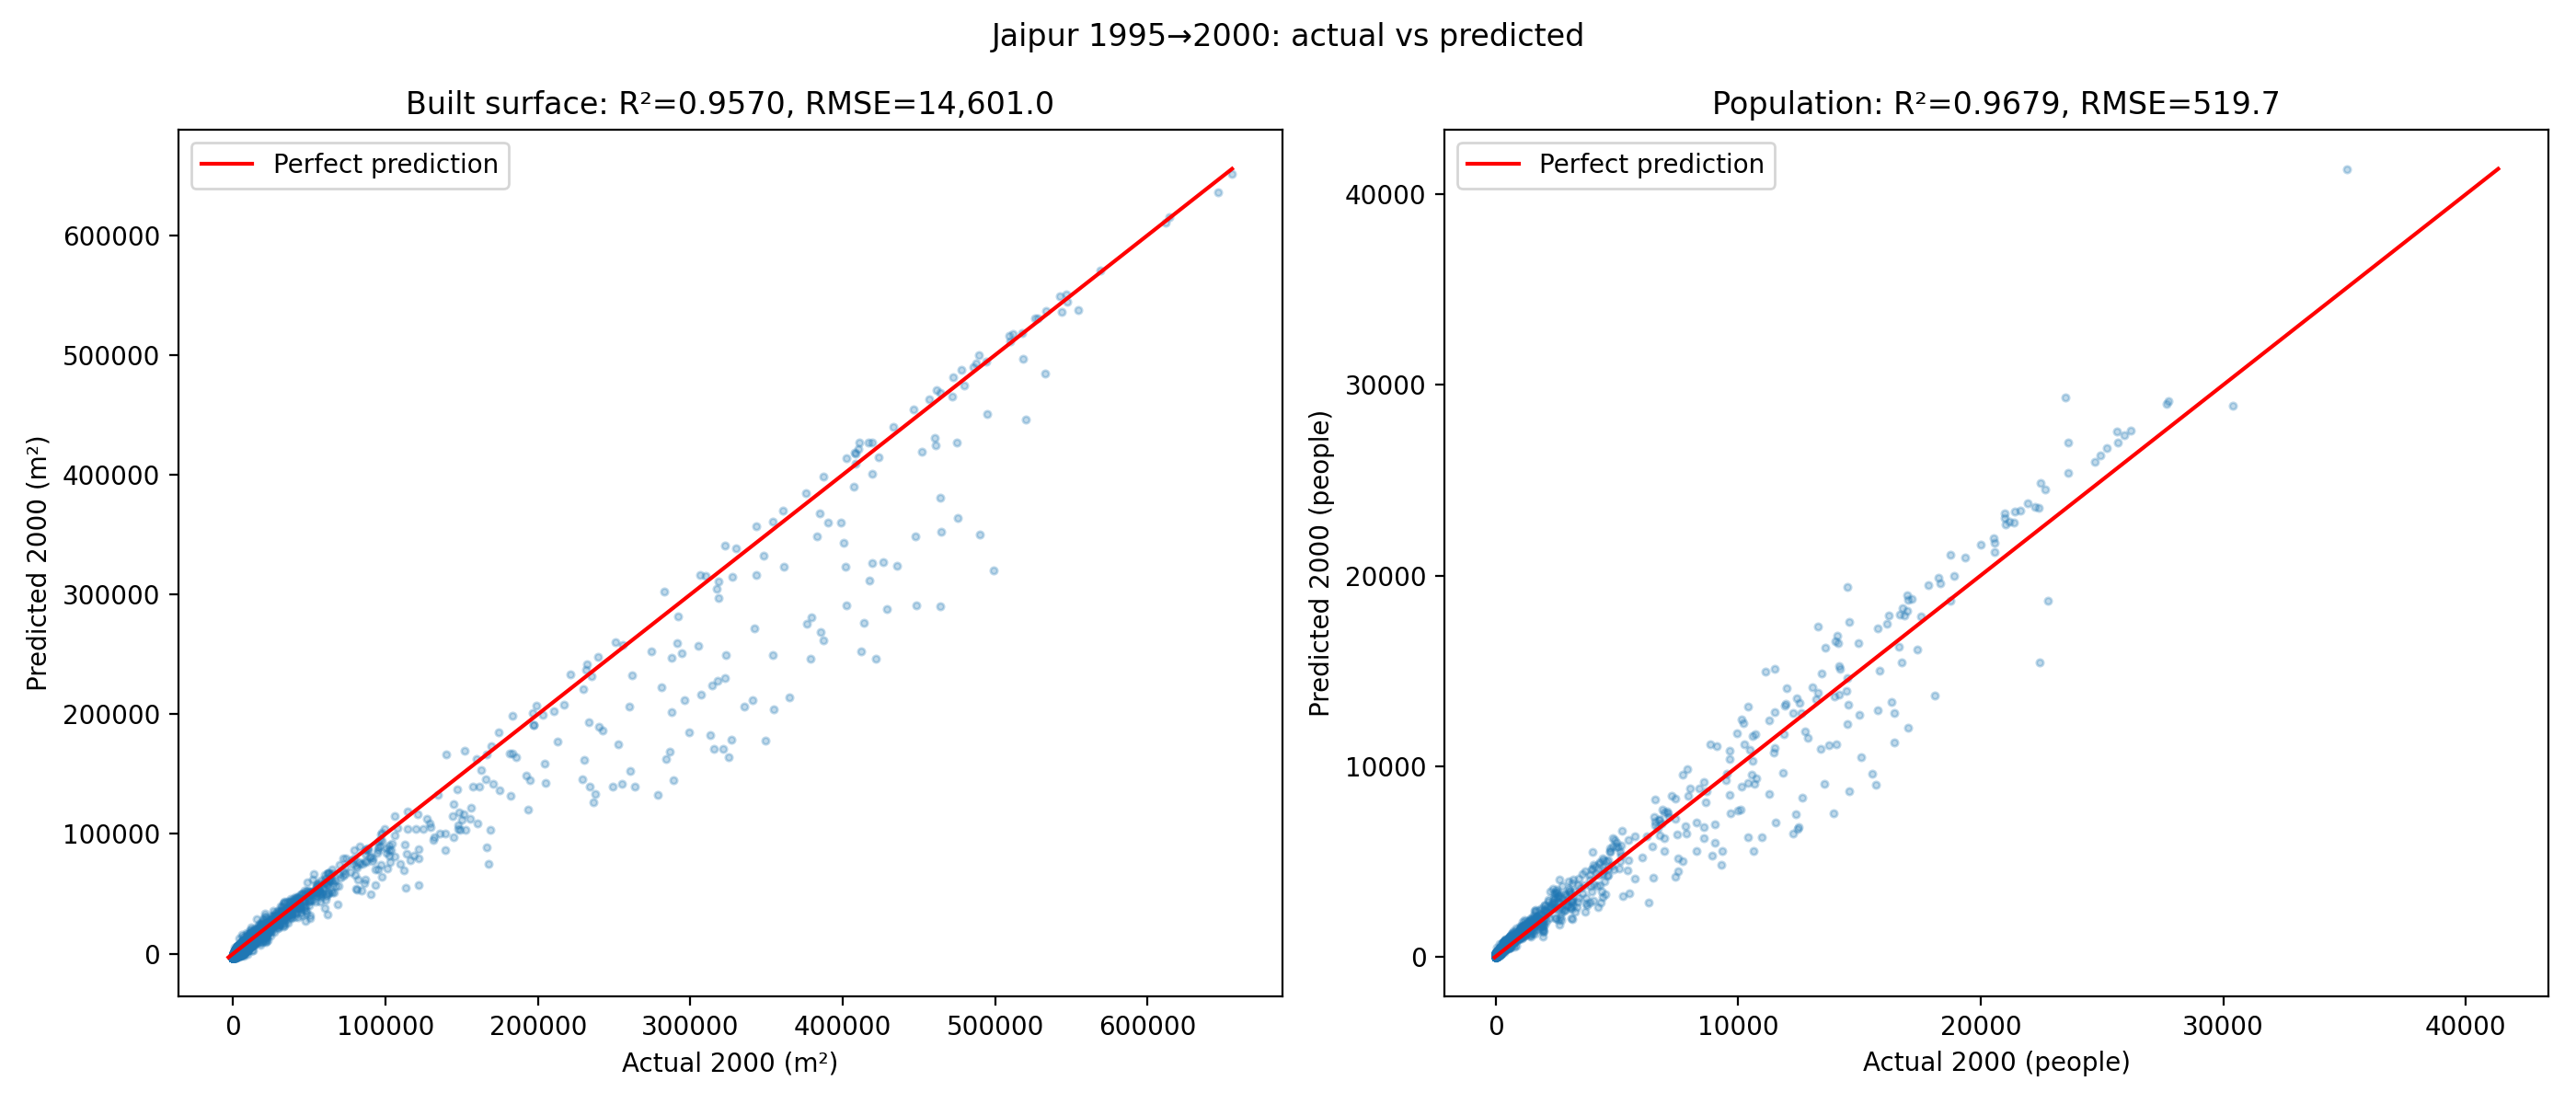 Jaipur 1995→2000: actual vs predicted
Built surface: R²=0.9570, RMSE=14,601.0
Perfect prediction
600000
500000
400000
300000
200000
100000
0
Predicted 2000 (m²)
0 100000 200000 300000 400000 500000 600000
Actual 2000 (m²)
Population: R²=0.9679, RMSE=519.7
Perfect prediction
40000
30000
20000
10000
0
Predicted 2000 (people)
0 10000 20000 30000 40000
Actual 2000 (people)